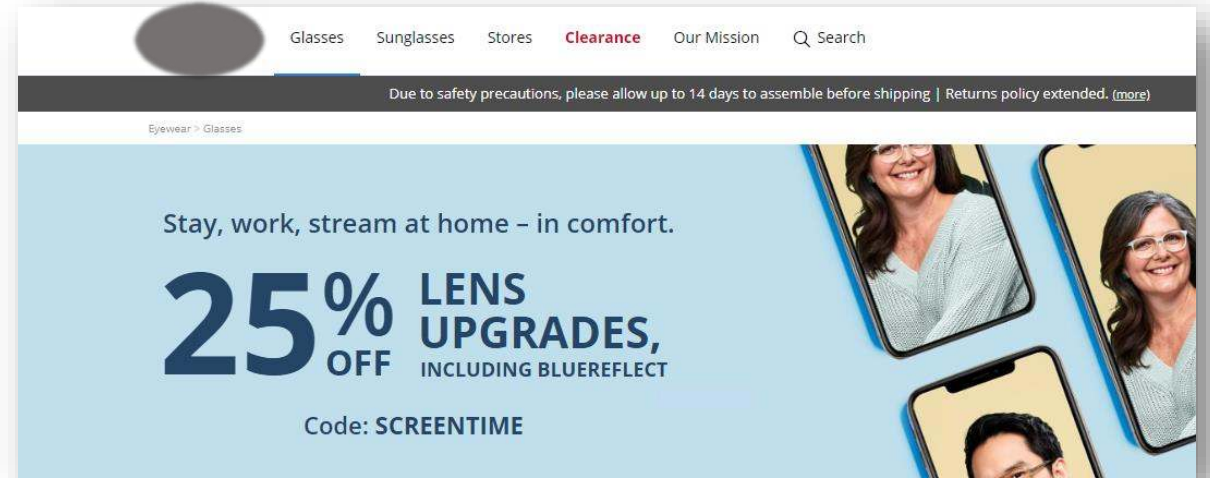 Glasses Sunglasses Stores Clearance Our Mission Search
Due to safety precautions, please allow up to 14 days to assemble before shipping | Returns policy extended. (more)
Eyewear > Glasses
Stay, work, stream at home – in comfort.
25% OFF
LENS
UPGRADES,
INCLUDING BLUEREFLECT
Code: SCREENTIME